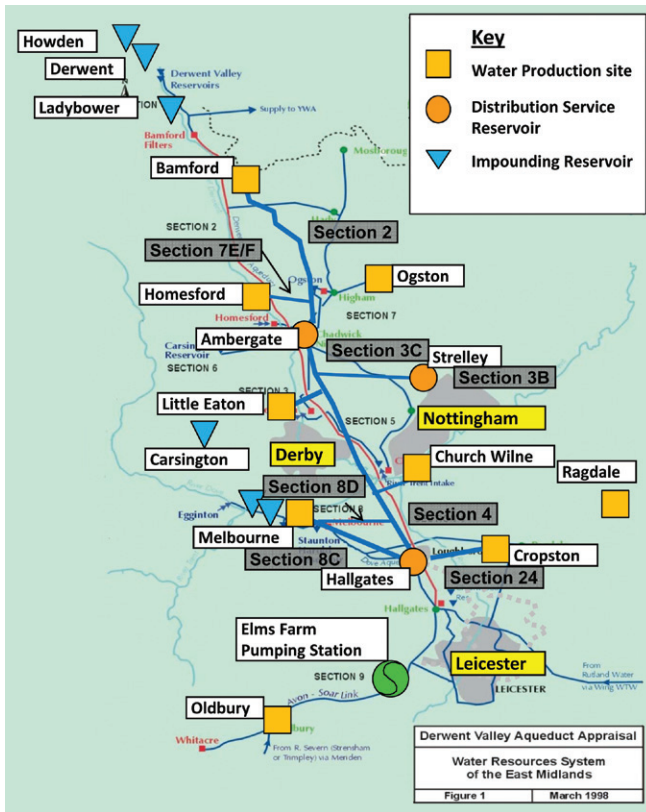 Howden
Derwent
Ladybower
Derwent Valley
Reservoirs
Supply to YWA
Bamford
Filters
Mosboroug
Bamford
SECTION 2
Section 2
Section 7E/F
Ogston
Ogston
Higham
Homesford
Homesford
SECTION 7
Ambergate
Chadwick
Reservoir
SECTION 6
Section 3C
Strelley
Section 3B
Little Eaton
SECTION 5
Nottingham
Carsington
Derby
Church Wilne
Ragdale
Section 8D
Egginton
Melbourne
Section 4
Section 8C
Hallgates
Cropston
Section 24
Hallgates
Elms Farm
Pumping Station
SECTION 9
Leicester
LEICESTER
From
Rutland Water
via Wing WTW
Avon - Soar Link
Oldbury
Whitacre
From R. Severn (Strensham
or Trimpley) via Meriden
Key
Water Production site
Distribution Service
Reservoir
Impounding Reservoir
Derwent Valley Aqueduct Appraisal
Water Resources System
of the East Midlands
Figure 1
March 1998